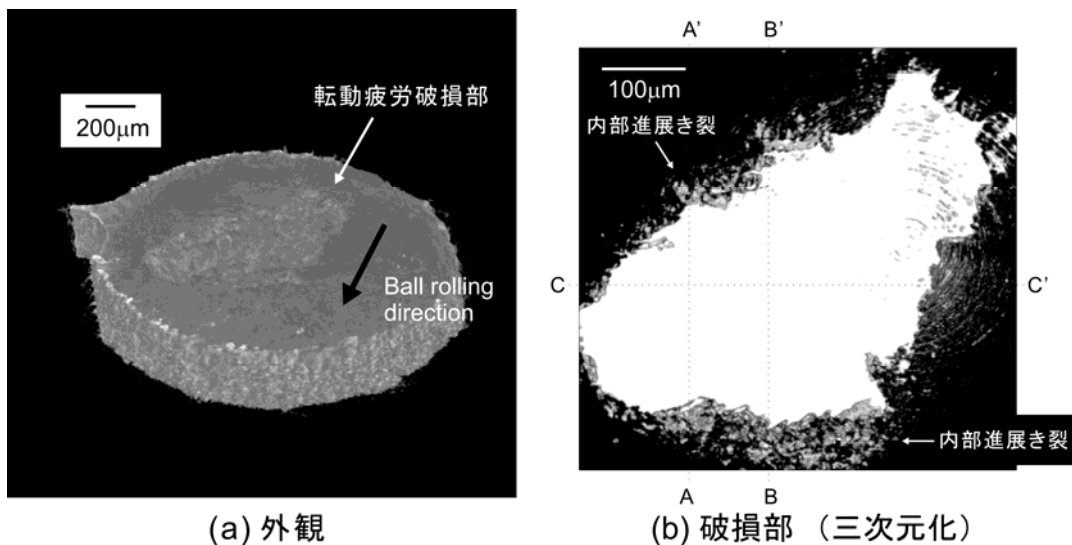 転動疲労破損部
200μm
Ball rolling
direction
(a) 外観
A'
B'
100μm
内部進展き裂
C
C'
内部進展き裂
A
B
(b) 破損部 （三次元化）